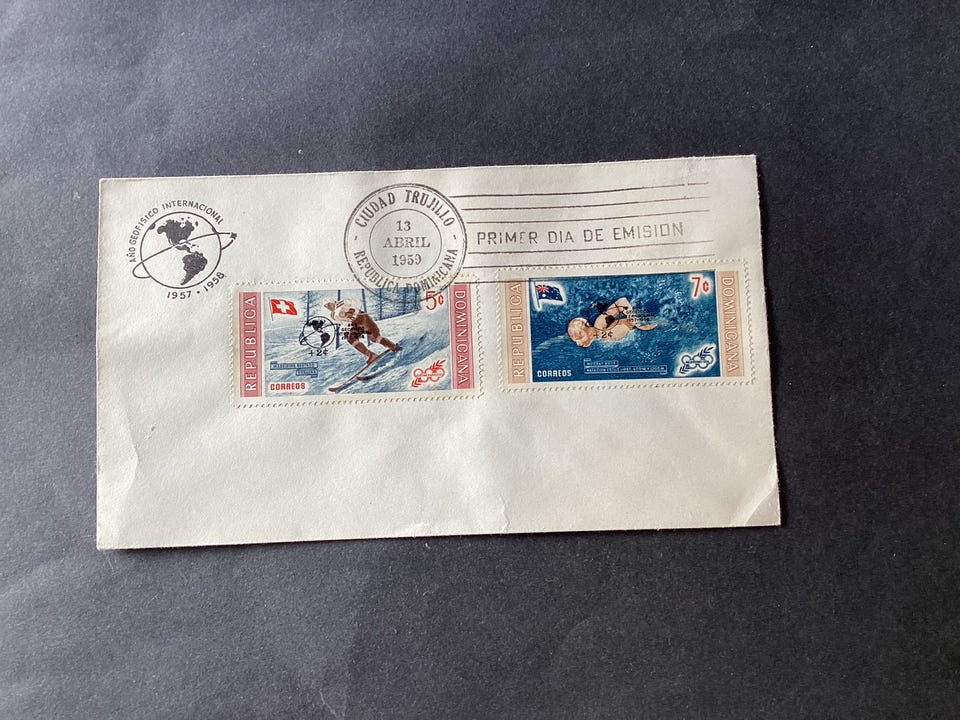 AÑO GEOFISICO INTERNACIONAL
1957 • 1958
- CIUDAD TRUJILLO -
13
ABRIL
1959
REPUBLICA DOMINICANA
PRIMER DIA DE EMISION
REPUBLICA
5¢
+2¢
CORREOS
DOMINICANA
REPUBLICA
7¢
+2¢
CORREOS
DOMINICANA